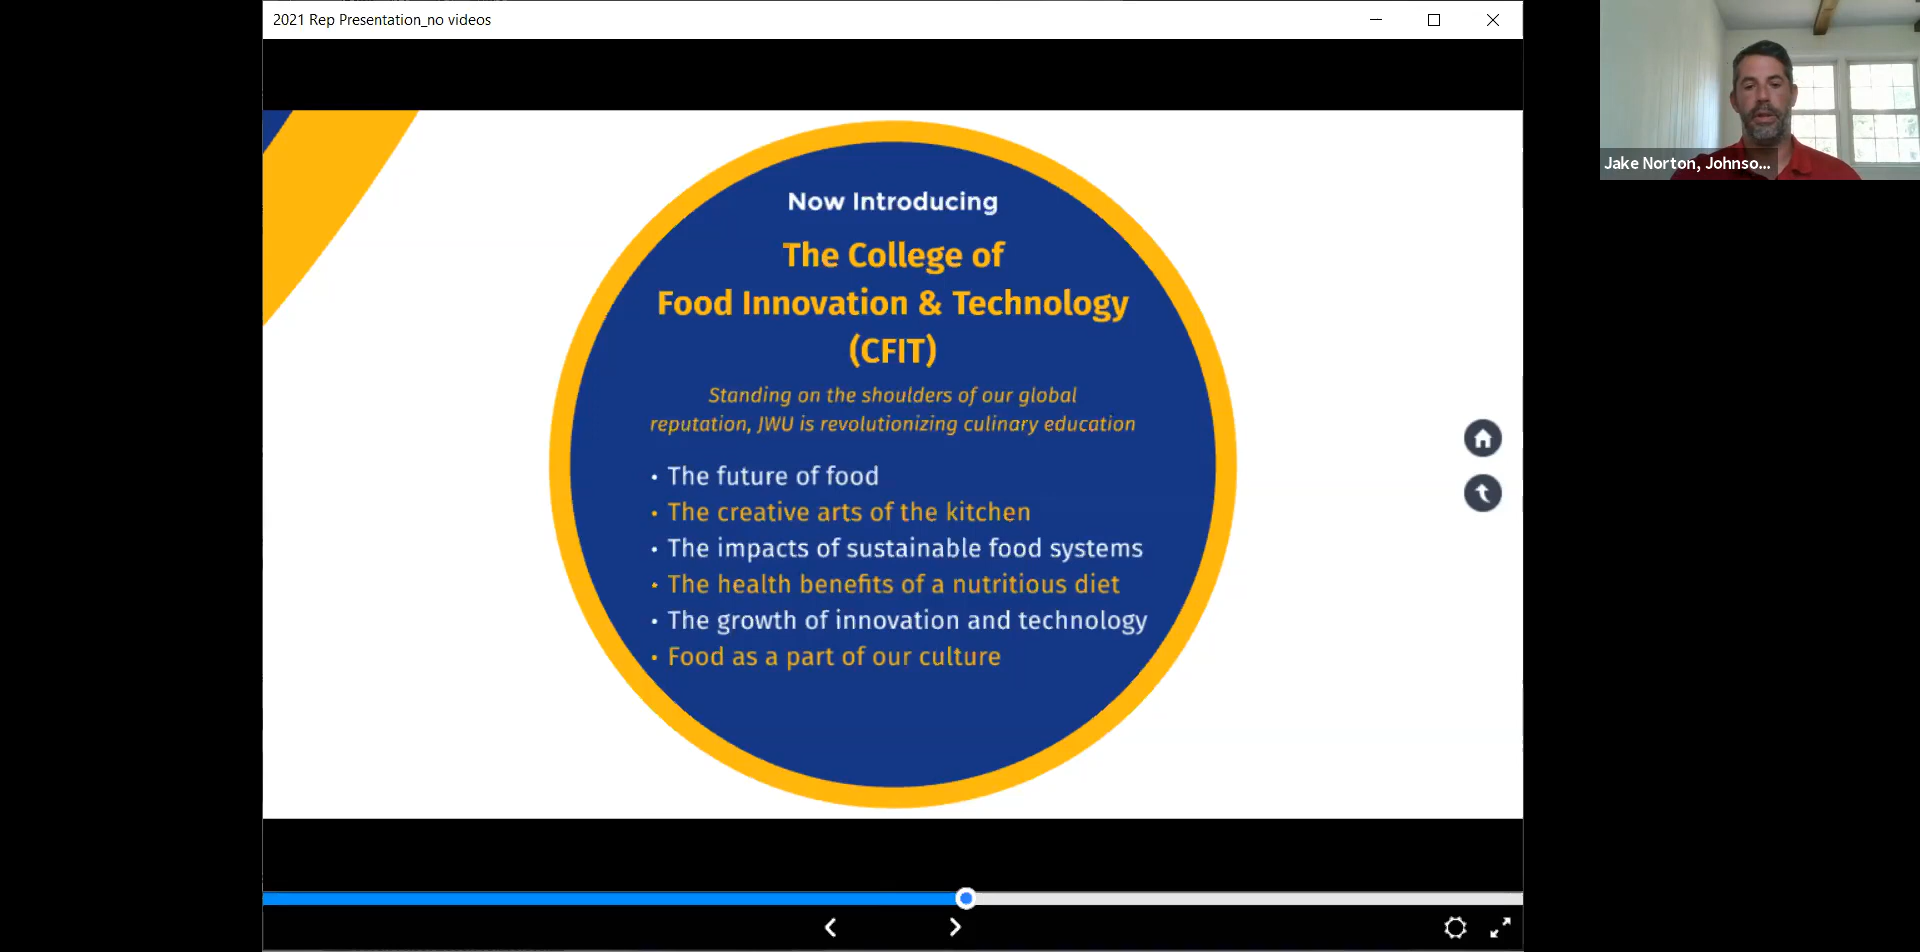 2021 Rep Presentation_no videos
Jake Norton, Johnso...
Now Introducing
The College of
Food Innovation & Technology
(CFIT)
Standing on the shoulders of our global
reputation, JWU is revolutionizing culinary education
• The future of food
• The creative arts of the kitchen
• The impacts of sustainable food systems
• The health benefits of a nutritious diet
• The growth of innovation and technology
• Food as a part of our culture